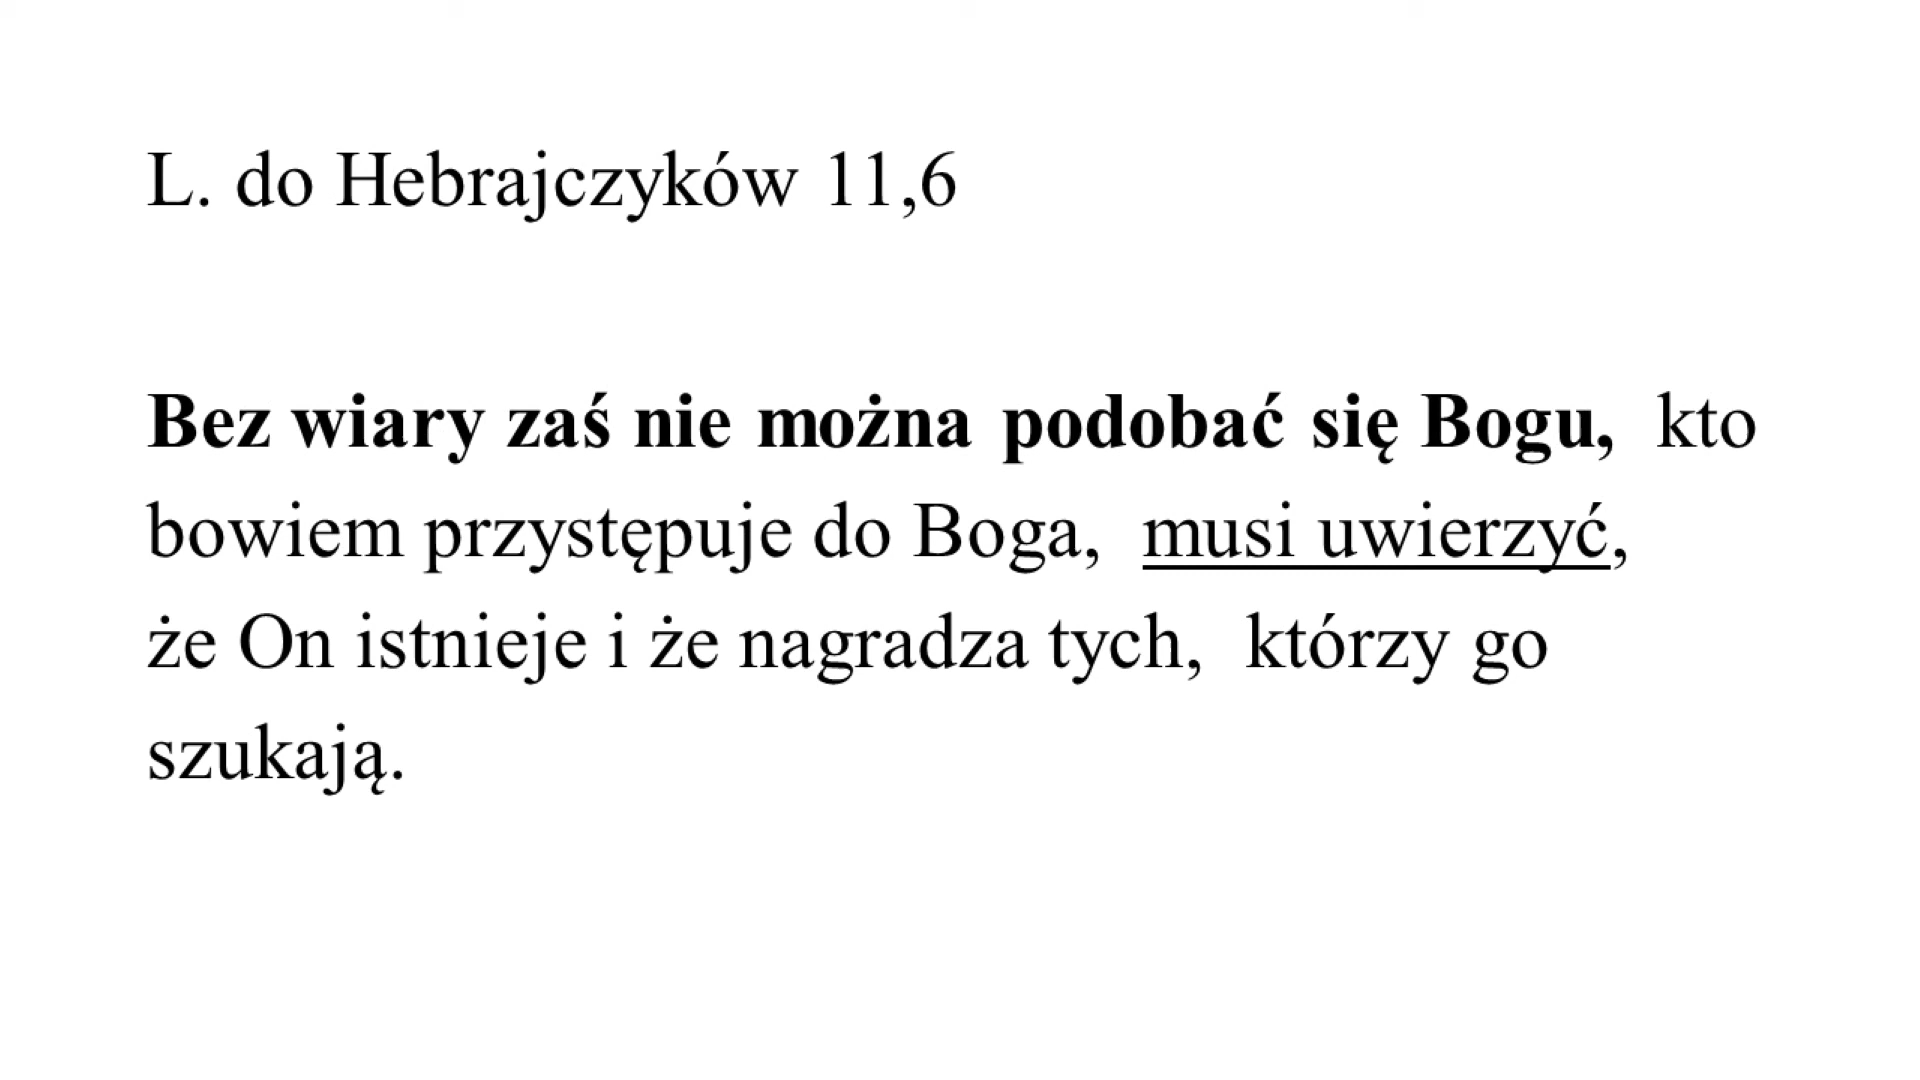 L. do Hebrajczyków 11,6
Bez wiary zaś nie można podobać się Bogu, kto
bowiem przystępuje do Boga, musi uwierzyć,
że On istnieje i że nagradza tych, którzy go
szukają.